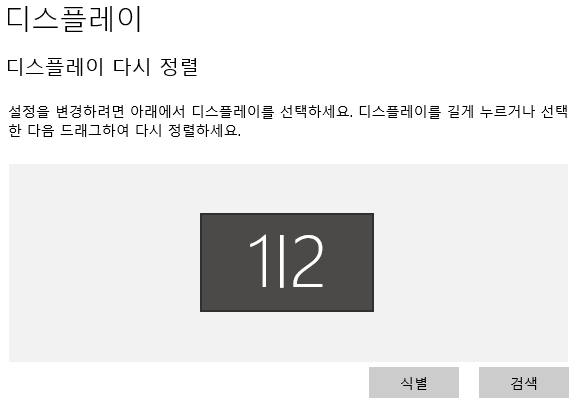 디스플레이
디스플레이 다시 정렬
설정을 변경하려면 아래에서 디스플레이를 선택하세요. 디스플레이를 길게 누르거나 선택
한 다음 드래그하여 다시 정렬하세요.
1|2
식별
검색